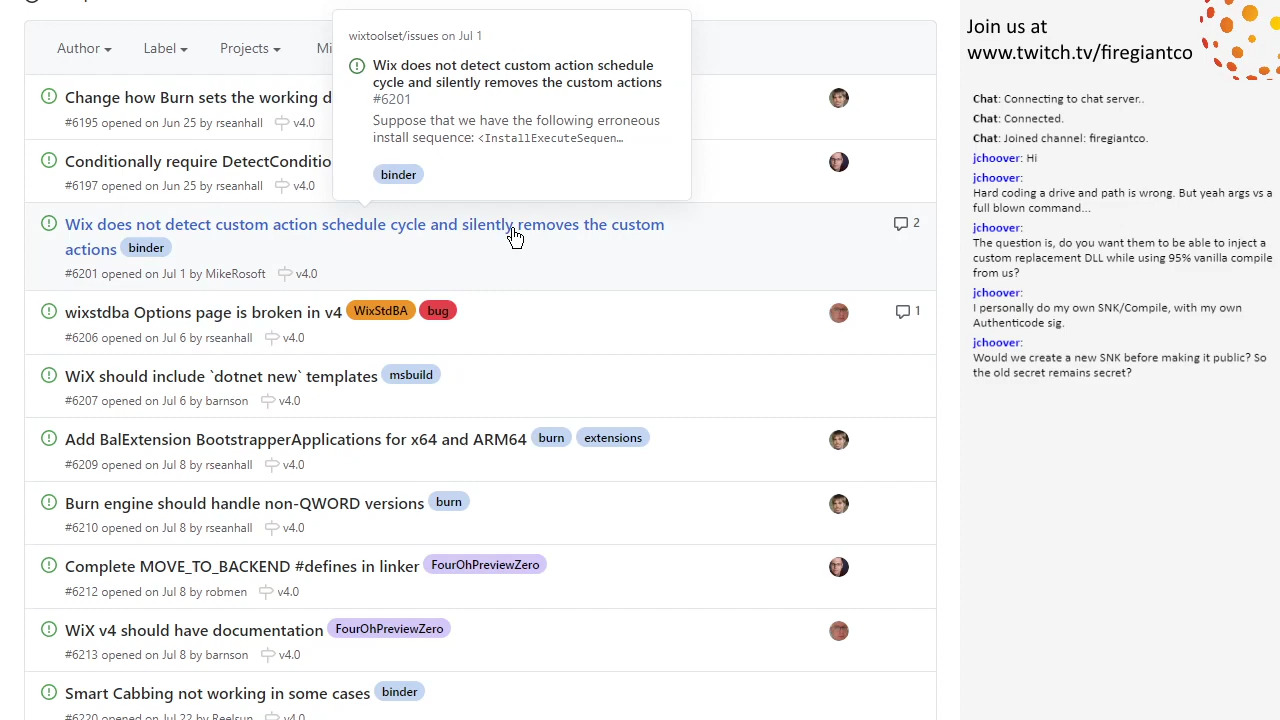 Author
Label
Projects
Mi
wixtoolset/issues on Jul 1
Wix does not detect custom action schedule
cycle and silently removes the custom actions
#6201
Suppose that we have the following erroneous
install sequence: <InstallExecuteSequen…
binder
Change how Burn sets the working d
#6195 opened on Jun 25 by rseanhall v4.0
Conditionally require DetectConditio
#6197 opened on Jun 25 by rseanhall v4.0
Wix does not detect custom action schedule cycle and silently removes the custom
actions binder
2
#6201 opened on Jul 1 by MikeRosoft v4.0
wixstdba Options page is broken in v4 WixStdBA bug
1
#6206 opened on Jul 6 by rseanhall v4.0
WiX should include `dotnet new` templates msbuild
#6207 opened on Jul 6 by barnson v4.0
Add BalExtension BootstrapperApplications for x64 and ARM64 burn extensions
#6209 opened on Jul 8 by rseanhall v4.0
Burn engine should handle non-QWORD versions burn
#6210 opened on Jul 8 by rseanhall v4.0
Complete MOVE_TO_BACKEND #defines in linker FourOhPreviewZero
#6212 opened on Jul 8 by robmen v4.0
WiX v4 should have documentation FourOhPreviewZero
#6213 opened on Jul 8 by barnson v4.0
Smart Cabbing not working in some cases binder
#6220 opened on Jul 22 by Reelsun v4.0
Join us at
www.twitch.tv/firegiantco
Chat: Connecting to chat server..
Chat: Connected.
Chat: Joined channel: firegiantco.
jchoover: Hi
jchoover:
Hard coding a drive and path is wrong. But yeah args vs a
full blown command...
jchoover:
The question is, do you want them to be able to inject a
custom replacement DLL while using 95% vanilla compile
from us?
jchoover:
I personally do my own SNK/Compile, with my own
Authenticode sig.
jchoover:
Would we create a new SNK before making it public? So
the old secret remains secret?